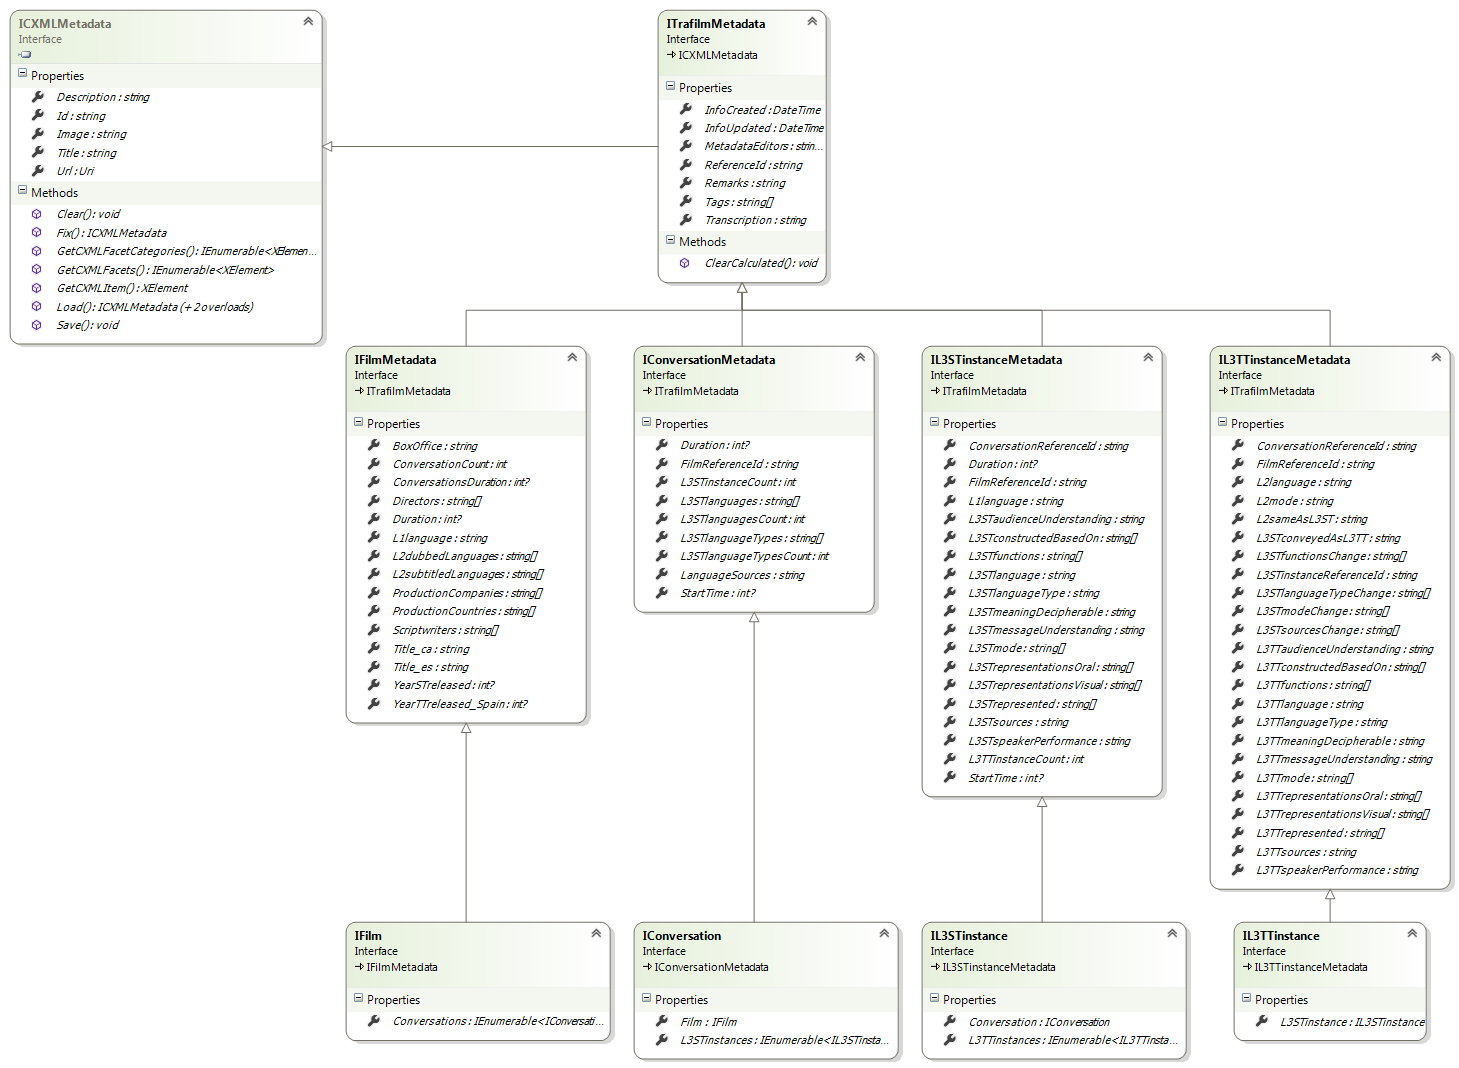 ICXMLMetadata
Interface
Properties
Description : string
Id : string
Image : string
Title : string
Url : Uri
Methods
Clear() : void
Fix() : ICXMLMetadata
GetCXMLFacetCategories() : IEnumerable<XElemen...
GetCXMLFacets() : IEnumerable<XElement>
GetCXMLItem() : XElement
Load() : ICXMLMetadata (+ 2 overloads)
Save() : void
ITrafilmMetadata
Interface
ICXMLMetadata
Properties
InfoCreated : DateTime
InfoUpdated : DateTime
MetadataEditors : strin...
ReferenceId : string
Remarks : string
Tags : string[]
Transcription : string
Methods
ClearCalculated() : void
IFilmMetadata
Interface
ITrafilmMetadata
Properties
BoxOffice : string
ConversationCount : int
ConversationsDuration : int?
Directors : string[]
Duration : int?
L1language : string
L2dubbedLanguages : string[]
L2subtitledLanguages : string[]
ProductionCompanies : string[]
ProductionCountries : string[]
Scriptwriters : string[]
Title_ca : string
Title_es : string
YearSTreleased : int?
YearTTreleased_Spain : int?
IConversationMetadata
Interface
ITrafilmMetadata
Properties
Duration : int?
FilmReferenceId : string
L3STinstanceCount : int
L3STlanguages : string[]
L3STlanguagesCount : int
L3STlanguageTypes : string[]
L3STlanguageTypesCount : int
LanguageSources : string
StartTime : int?
IL3STinstanceMetadata
Interface
ITrafilmMetadata
Properties
ConversationReferenceId : string
Duration : int?
FilmReferenceId : string
L1language : string
L3STaudienceUnderstanding : string
L3STconstructedBasedOn : string[]
L3STfunctions : string[]
L3STlanguage : string
L3STlanguageType : string
L3STmeaningDecipherable : string
L3STmessageUnderstanding : string
L3STmode : string[]
L3STrepresentationsOral : string[]
L3STrepresentationsVisual : string[]
L3STrepresented : string[]
L3STsources : string
L3STspeakerPerformance : string
L3TTinstanceCount : int
StartTime : int?
IL3TTinstanceMetadata
Interface
ITrafilmMetadata
Properties
ConversationReferenceId : string
FilmReferenceId : string
L2language : string
L2mode : string
L2sameAsL3ST : string
L3STconveyedAsL3TT : string
L3STfunctionsChange : string[]
L3STinstanceReferenceId : string
L3STlanguageTypeChange : string[]
L3STmodeChange : string[]
L3STsourcesChange : string[]
L3TTaudienceUnderstanding : string
L3TTconstructedBasedOn : string[]
L3TTfunctions : string[]
L3TTlanguage : string
L3TTlanguageType : string
L3TTmeaningDecipherable : string
L3TTmessageUnderstanding : string
L3TTmode : string[]
L3TTrepresentationsOral : string[]
L3TTrepresentationsVisual : string[]
L3TTrepresented : string[]
L3TTsources : string
L3TTspeakerPerformance : string
IFilm
Interface
IFilmMetadata
Properties
Conversations : IEnumerable<IConversati...
IConversation
Interface
IConversationMetadata
Properties
Film : IFilm
L3STinstances : IEnumerable<IL3STinsta...
IL3STinstance
Interface
IL3STinstanceMetadata
Properties
Conversation : IConversation
L3TTinstances : IEnumerable<IL3TTinsta...
IL3TTinstance
Interface
IL3TTinstanceMetadata
Properties
L3STinstance : IL3STinstance